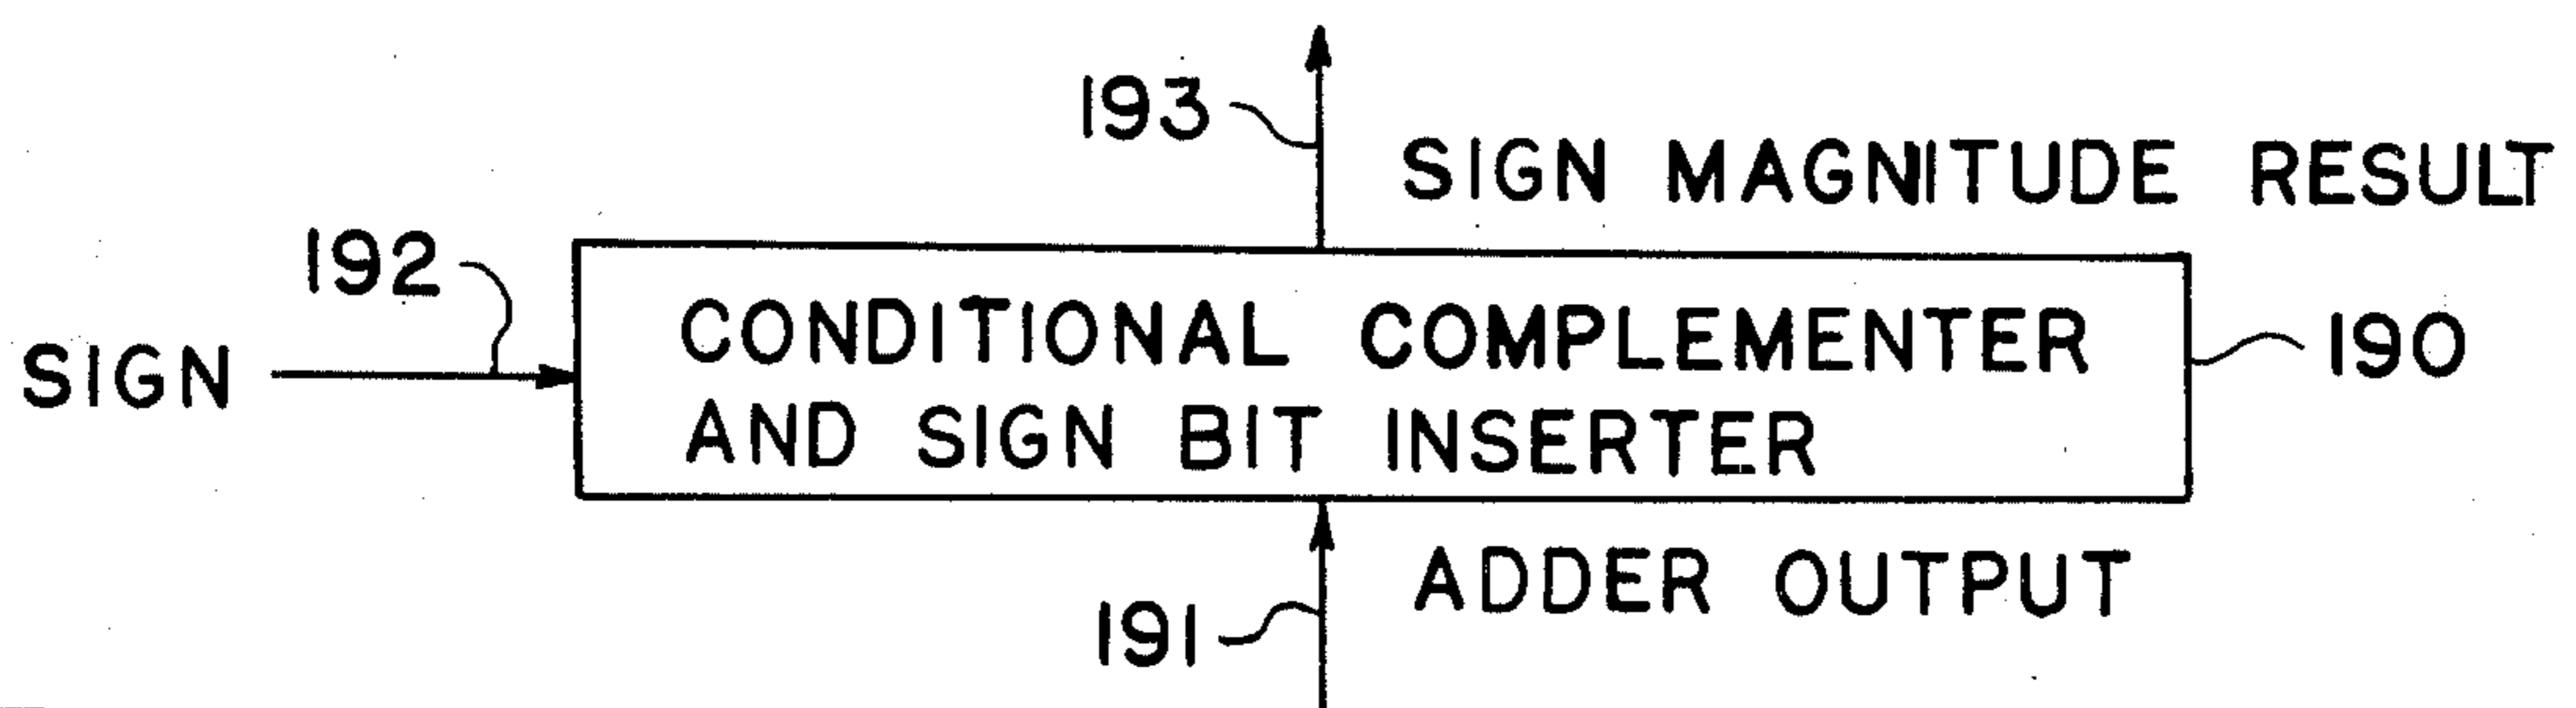 193
SIGN MAGNITUDE RESULT
192
SIGN
CONDITIONAL COMPLEMENTER
AND SIGN BIT INSERTER
190
ADDER OUTPUT
191